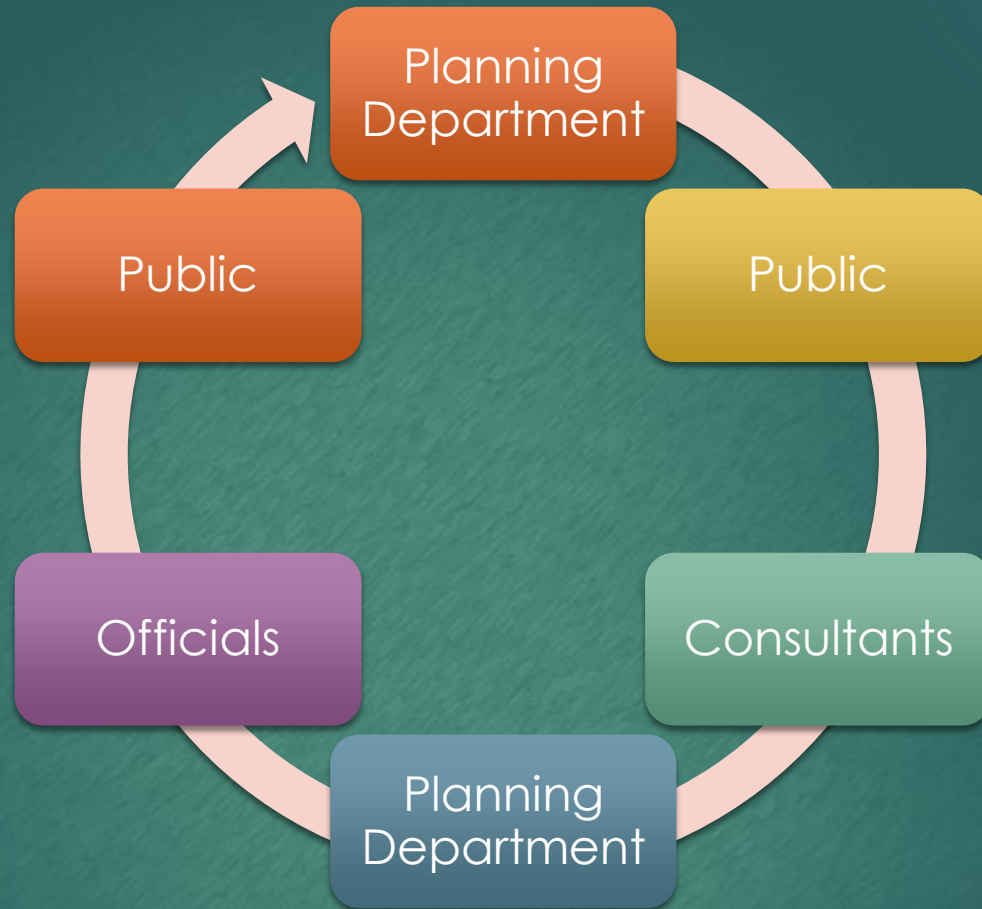 Planning
Department
Public
Public
Officials
Consultants
Planning
Department